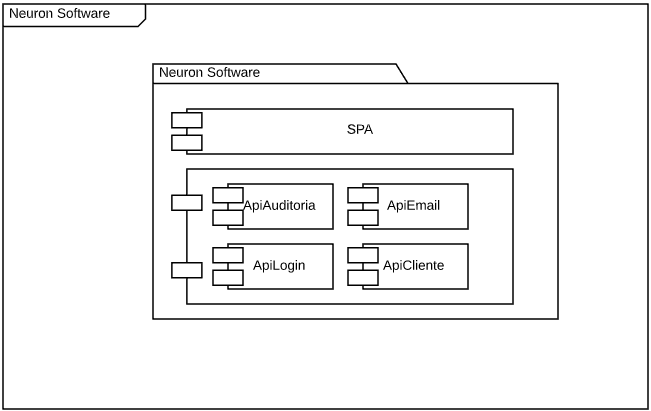 Neuron Software
Neuron Software
SPA
ApiAuditoria
ApiEmail
ApiLogin
ApiCliente